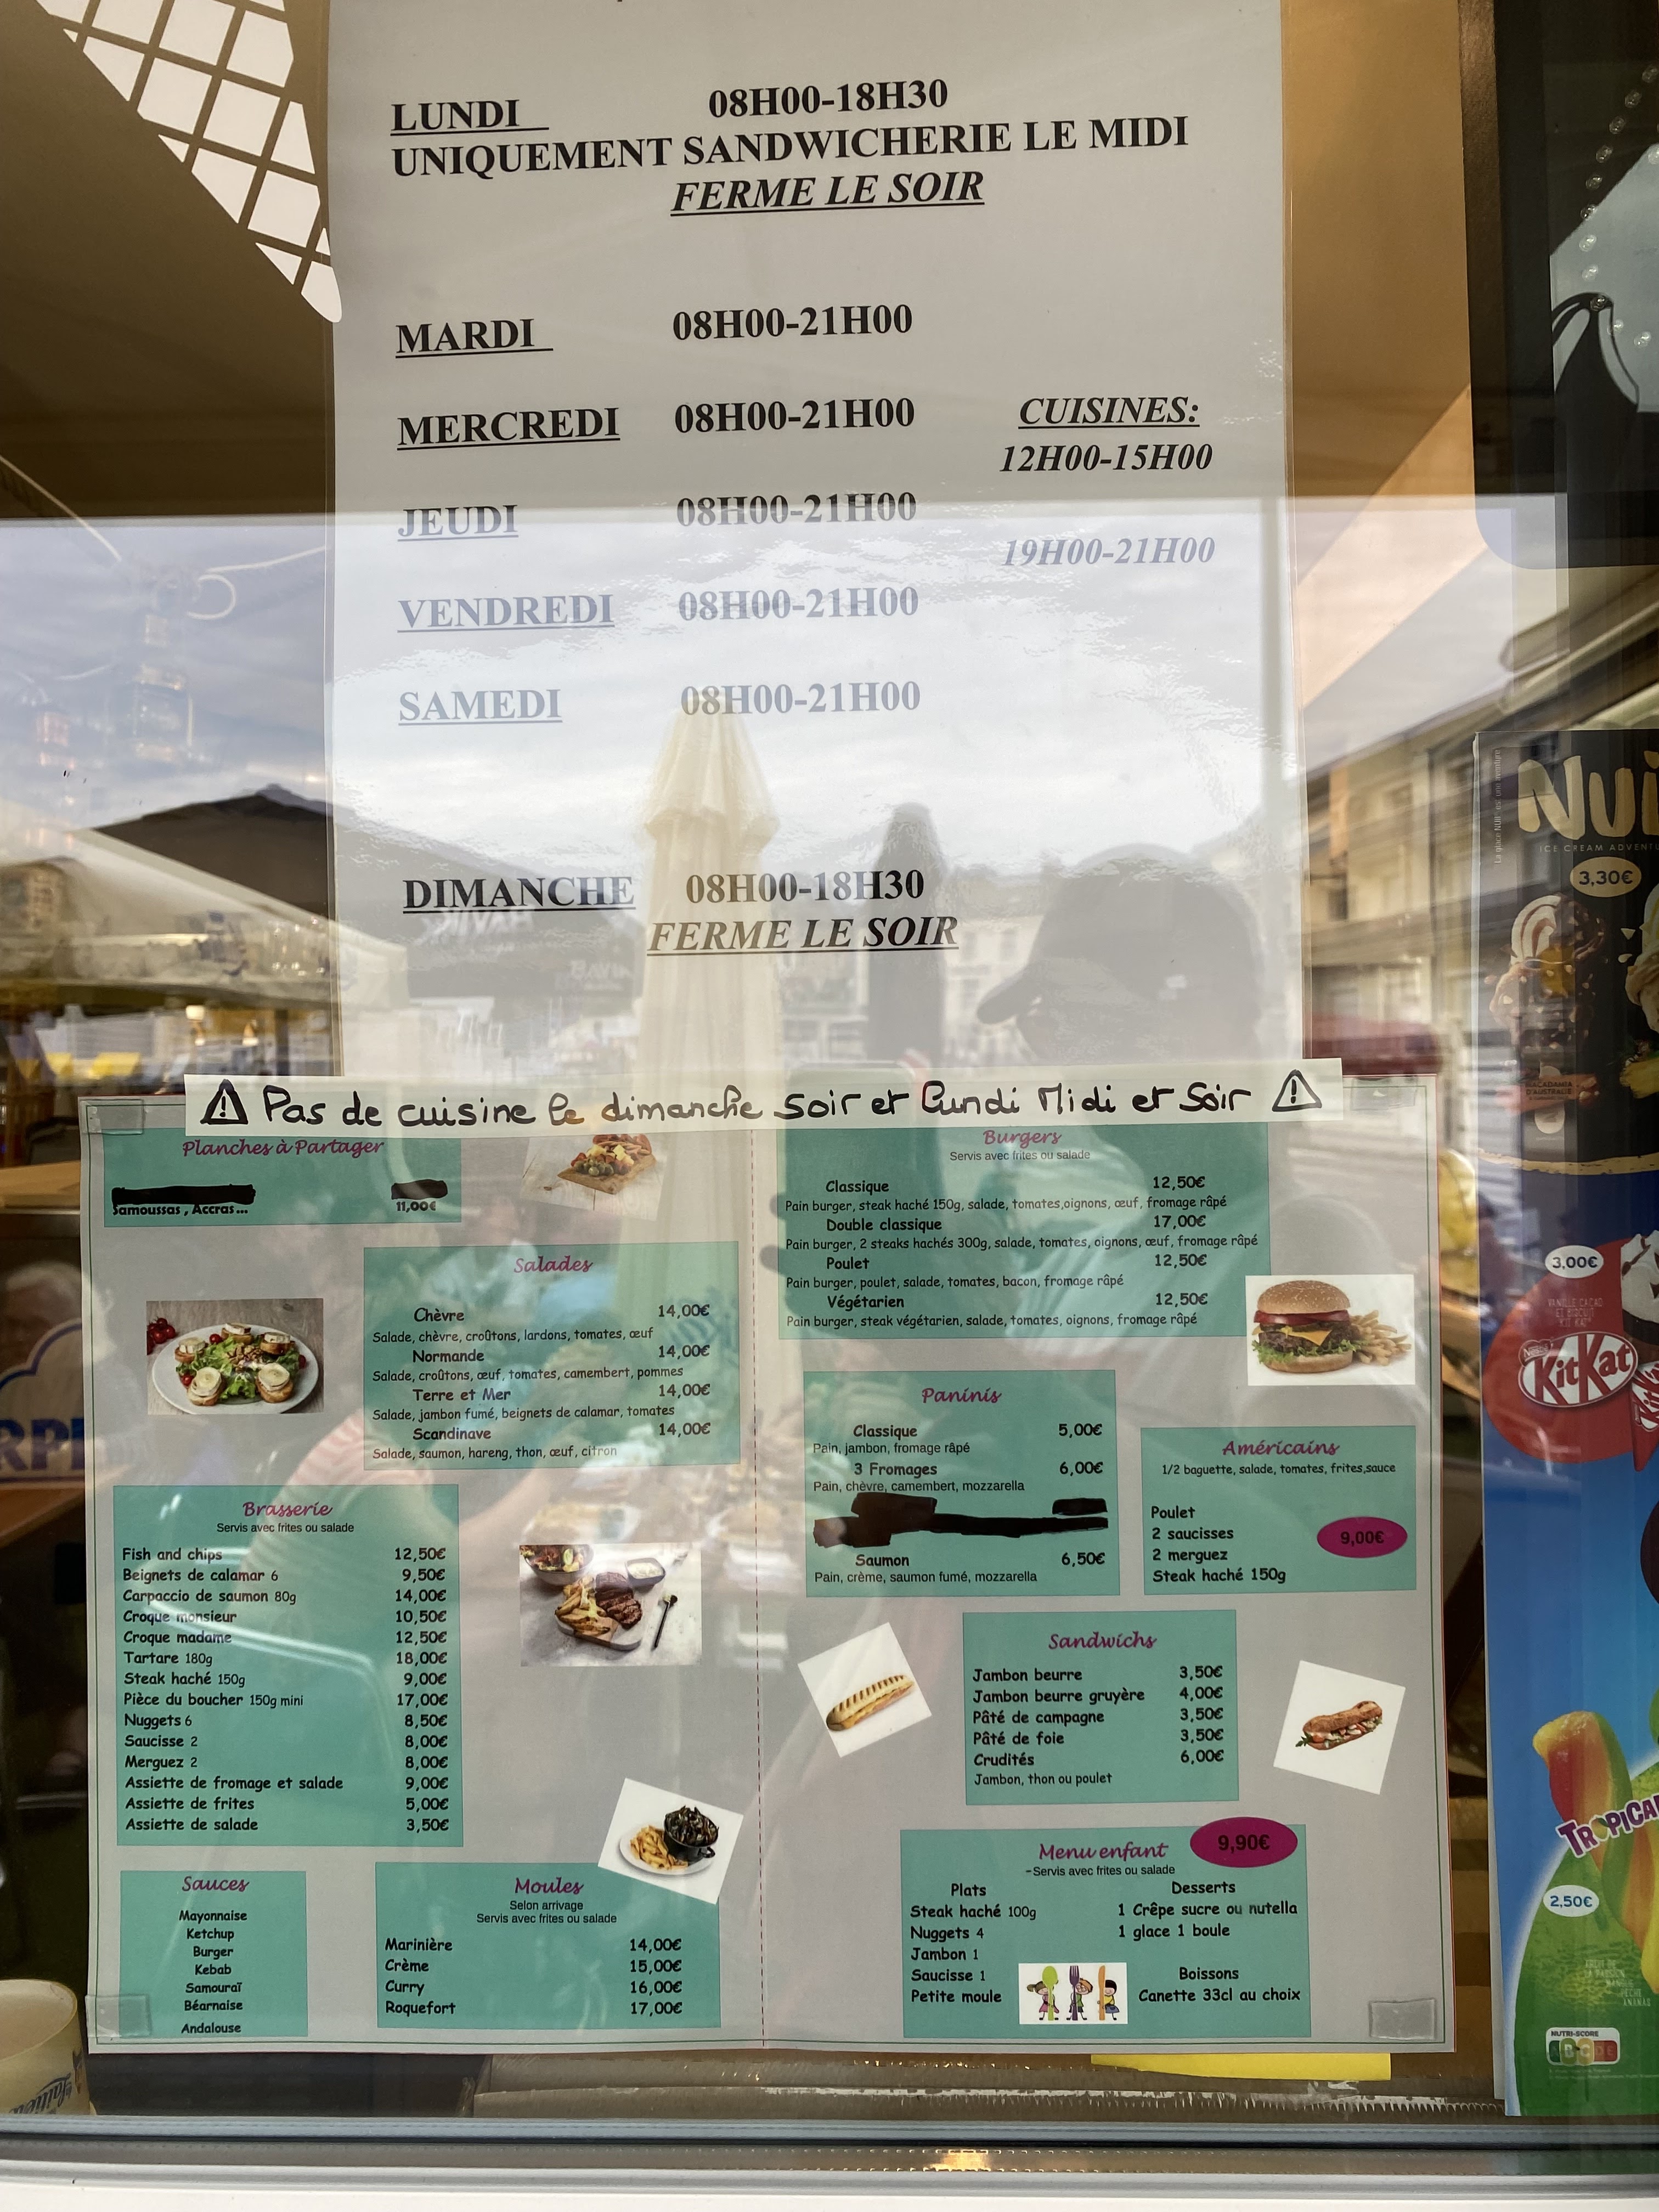 LUNDI 08H00-18H30
UNIQUEMENT SANDWICHERIE LE MIDI
FERME LE SOIR
MARDI 08H00-21H00
MERCREDI 08H00-21H00
CUISINES:
12H00-15H00
JEUDI 08H00-21H00
19H00-21H00
VENDREDI 08H00-21H00
SAMEDI 08H00-21H00
DIMANCHE 08H00-18H30
FERME LE SOIR
Pas de cuisine le dimanche soir et Lundi Midi et Soir
Planches à Partager
Samoussas , Accras... 11,00€
Salades
Chèvre 14,00€
Salade, chèvre, croûtons, lardons, tomates, œuf
Normande 14,00€
Salade, croûtons, œuf, tomates, camembert, pommes
Terre et Mer 14,00€
Salade, jambon fumé, beignets de calamar, tomates
Scandinave 14,00€
Salade, saumon, hareng, thon, œuf, citron
Brasserie
Servis avec frites ou salade
Fish and chips 12,50€
Beignets de calamar 6 9,50€
Carpaccio de saumon 80g 14,00€
Croque monsieur 10,50€
Croque madame 12,50€
Tartare 180g 18,00€
Steak haché 150g 9,00€
Pièce du boucher 150g mini 17,00€
Nuggets 6 8,50€
Saucisse 2 8,00€
Merguez 2 8,00€
Assiette de fromage et salade 9,00€
Assiette de frites 5,00€
Assiette de salade 3,50€
Sauces
Mayonnaise
Ketchup
Burger
Kebab
Samouraï
Béarnaise
Andalouse
Moules
Selon arrivage
Servis avec frites ou salade
Marinière 14,00€
Crème 15,00€
Curry 16,00€
Roquefort 17,00€
Burgers
Servis avec frites ou salade
Classique 12,50€
Pain burger, steak haché 150g, salade, tomates,oignons, œuf, fromage râpé
Double classique 17,00€
Pain burger, 2 steaks hachés 300g, salade, tomates, oignons, œuf, fromage râpé
Poulet 12,50€
Pain burger, poulet, salade, tomates, bacon, fromage râpé
Végétarien 12,50€
Pain burger, steak végétarien, salade, tomates, oignons, fromage râpé
Paninis
Classique 5,00€
Pain, jambon, fromage râpé
3 Fromages 6,00€
Pain, chèvre, camembert, mozzarella
Saumon 6,50€
Pain, crème, saumon fumé, mozzarella
Américains
1/2 baguette, salade, tomates, frites,sauce
Poulet
2 saucisses
2 merguez
Steak haché 150g
9,00€
Sandwichs
Jambon beurre 3,50€
Jambon beurre gruyère 4,00€
Pâté de campagne 3,50€
Pâté de foie 3,50€
Crudités 6,00€
Jambon, thon ou poulet
Menu enfant 9,90€
-Servis avec frites ou salade
Plats
Steak haché 100g
Nuggets 4
Jambon 1
Saucisse 1
Petite moule
Desserts
1 Crêpe sucre ou nutella
1 glace 1 boule
Boissons
Canette 33cl au choix
Nui
ICE CREAM ADVENT
3,30€
MACADAMIA
D'AUSTRALIE
3,00€
Nestlé
KitKat
TROPICA
2,50€
NUTRI-SCORE